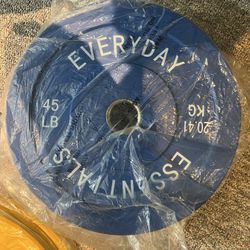 EVERYDAY
45
LB
20.41
KG
ESSENTIALS